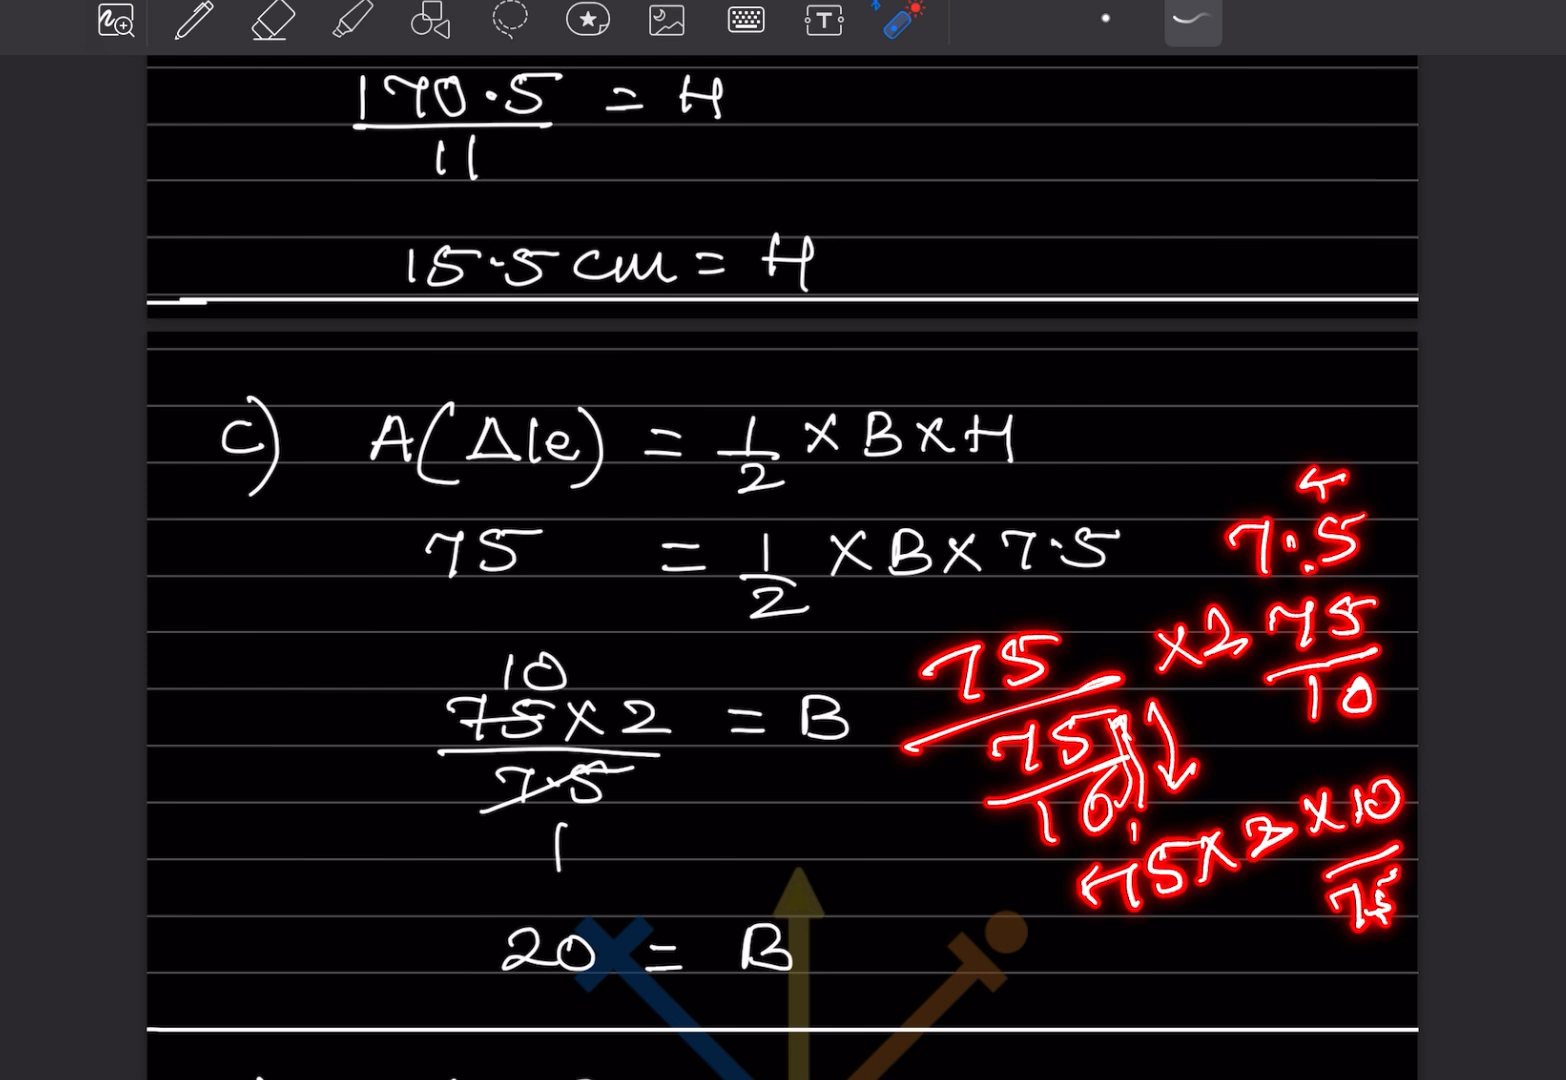 170.5 / 11 = H
15.5 cm = H
c) A(Δle) = 1/2 × B × H
75 = 1/2 × B × 7.5
10
75 × 2 / 7.5 = B
1
20 = B
7.5
75/10
75 / 75/10 × 2
75 × 2 × 10/75